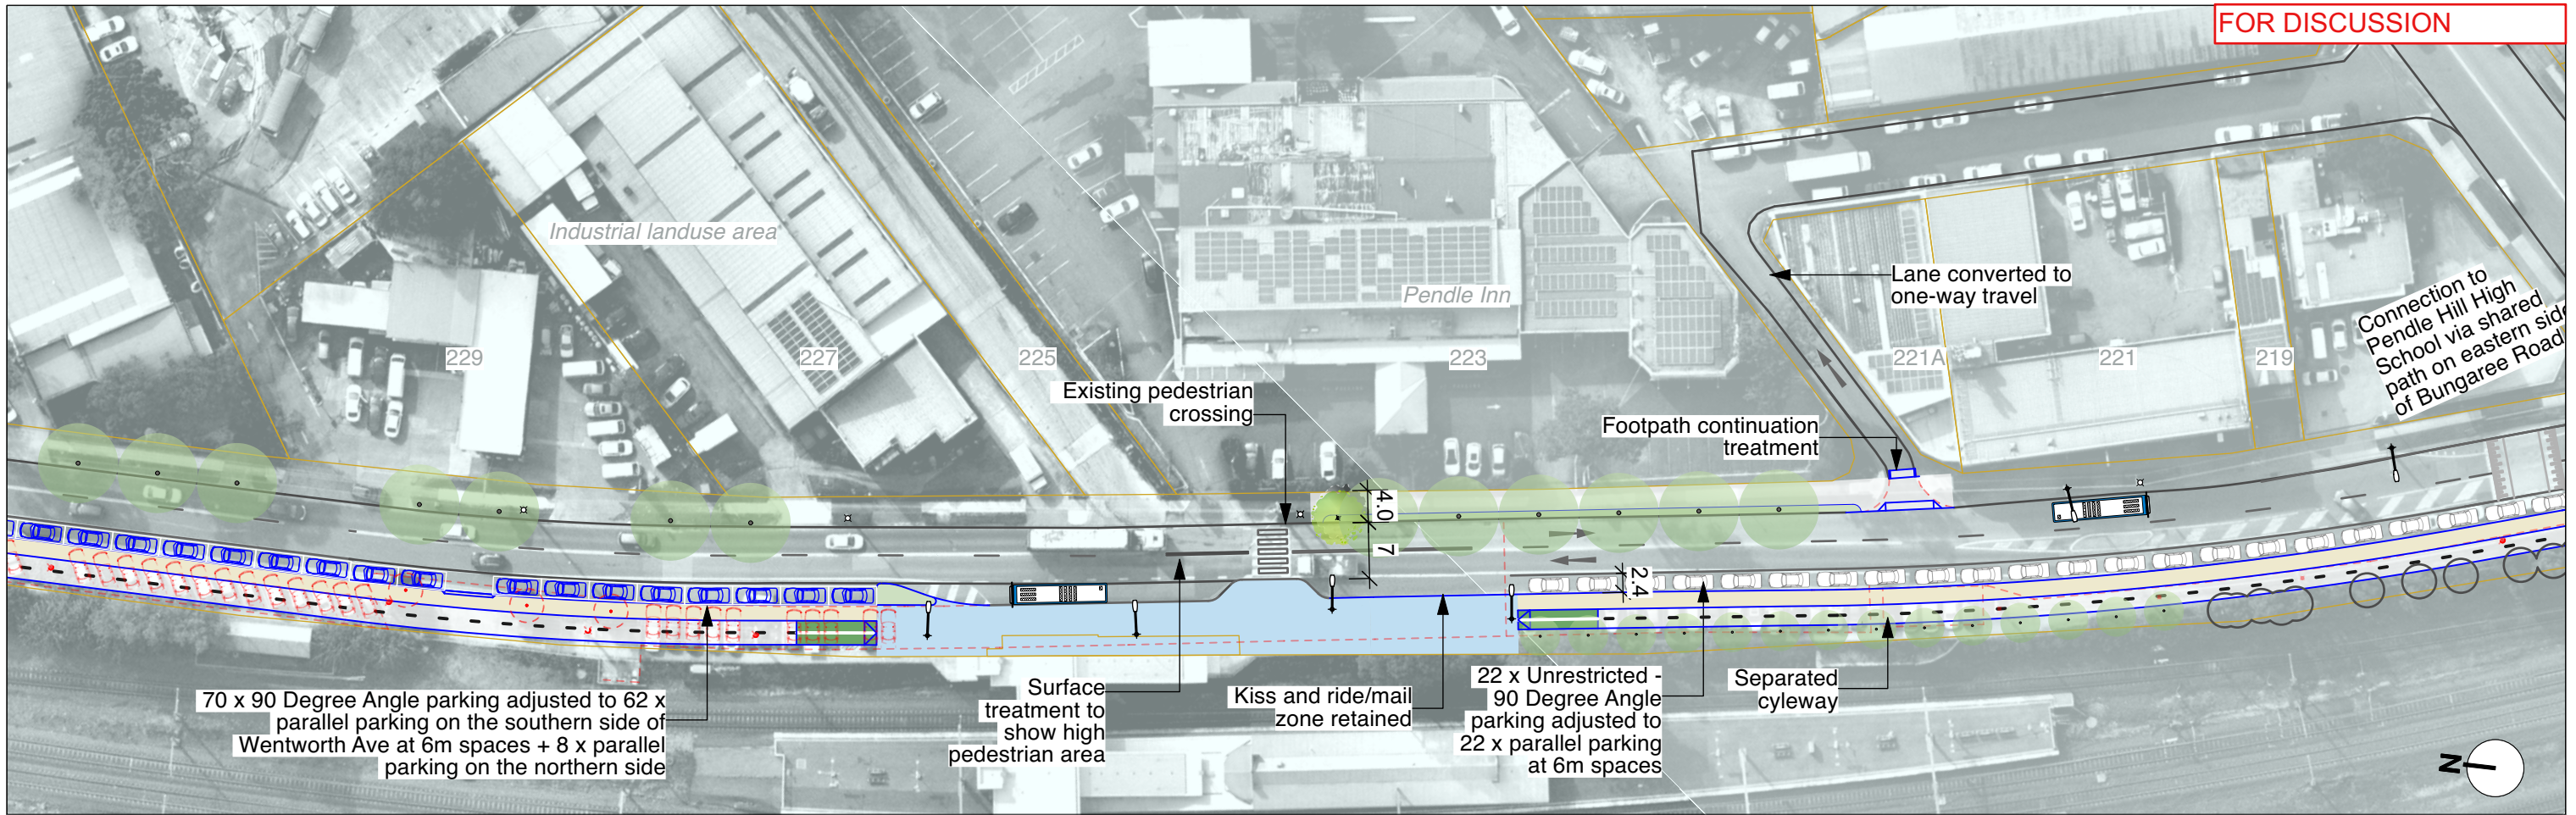 FOR DISCUSSION
Industrial landuse area
Pendle Inn
Lane converted to
one-way travel
Connection to
Pendle Hill High
School via shared
path on eastern side
of Bungaree Road
229
227
225
223
221A
221
219
Existing pedestrian
crossing
Footpath continuation
treatment
4.0
7
2.4
70 x 90 Degree Angle parking adjusted to 62 x
parallel parking on the southern side of
Wentworth Ave at 6m spaces + 8 x parallel
parking on the northern side
Surface
treatment to
show high
pedestrian area
Kiss and ride/mail
zone retained
22 x Unrestricted -
90 Degree Angle
parking adjusted to
22 x parallel parking
at 6m spaces
Separated
cyleway
N